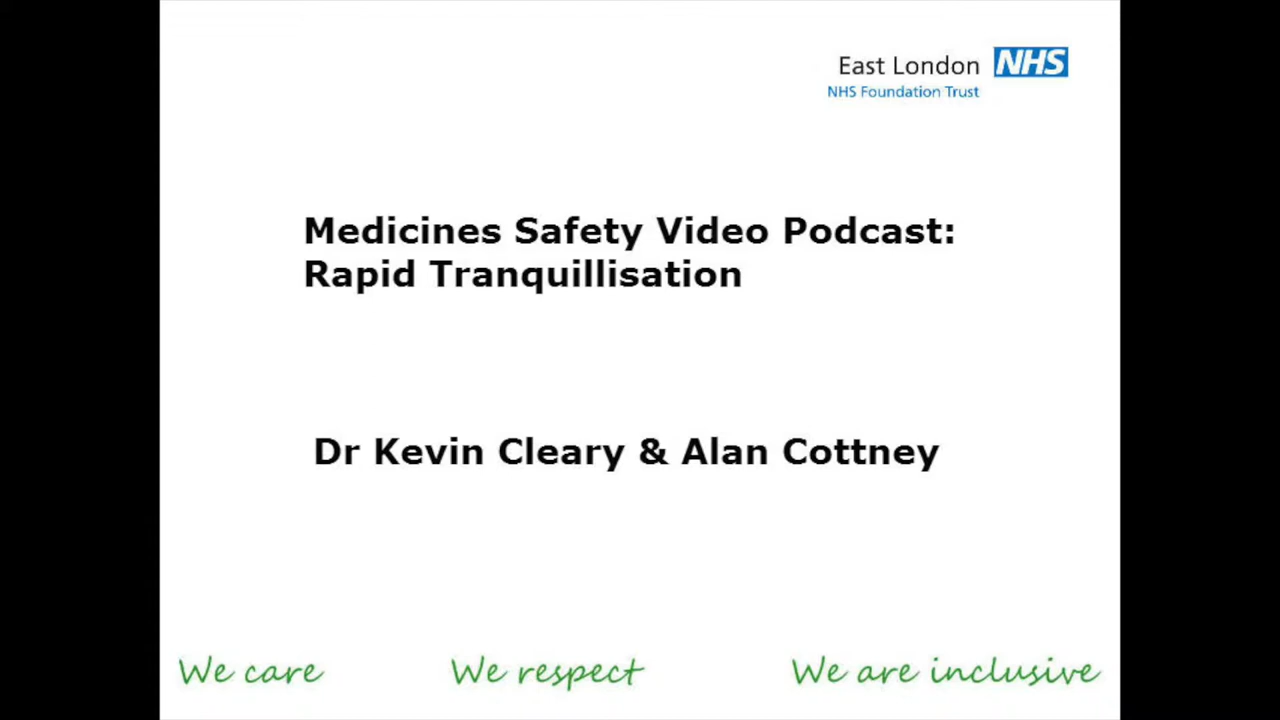 East London NHS
NHS Foundation Trust
Medicines Safety Video Podcast:
Rapid Tranquillisation
Dr Kevin Cleary & Alan Cottney
We care We respect We are inclusive